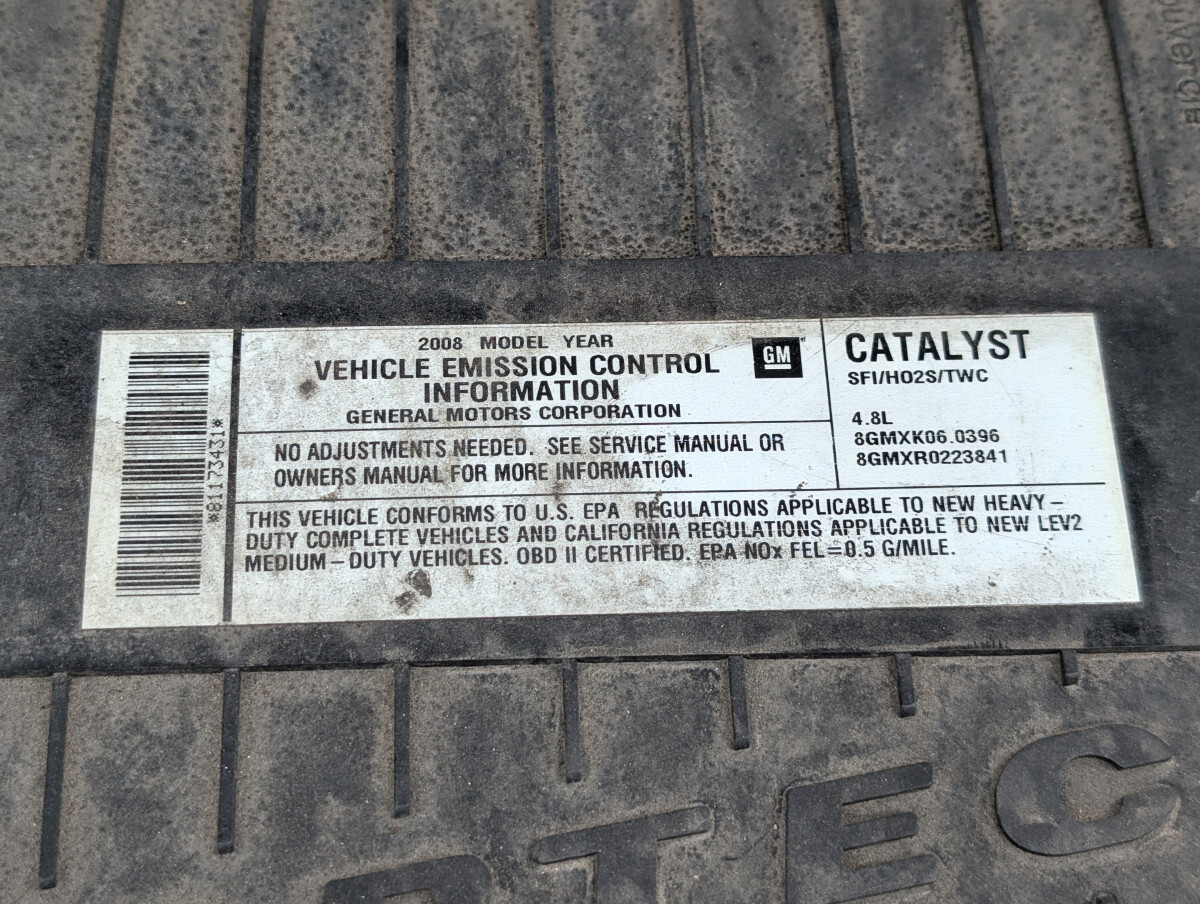 2008 MODEL YEAR
VEHICLE EMISSION CONTROL
INFORMATION
GENERAL MOTORS CORPORATION
GM
CATALYST
SFI/HO2S/TWC
4.8L
8GMXK06.0396
8GMXR0223841
NO ADJUSTMENTS NEEDED. SEE SERVICE MANUAL OR
OWNERS MANUAL FOR MORE INFORMATION.
THIS VEHICLE CONFORMS TO U.S. EPA REGULATIONS APPLICABLE TO NEW HEAVY–
DUTY COMPLETE VEHICLES AND CALIFORNIA REGULATIONS APPLICABLE TO NEW LEV2
MEDIUM–DUTY VEHICLES. OBD II CERTIFIED. EPA NOx FEL=0.5 G/MILE.
*81173431*
RTEC